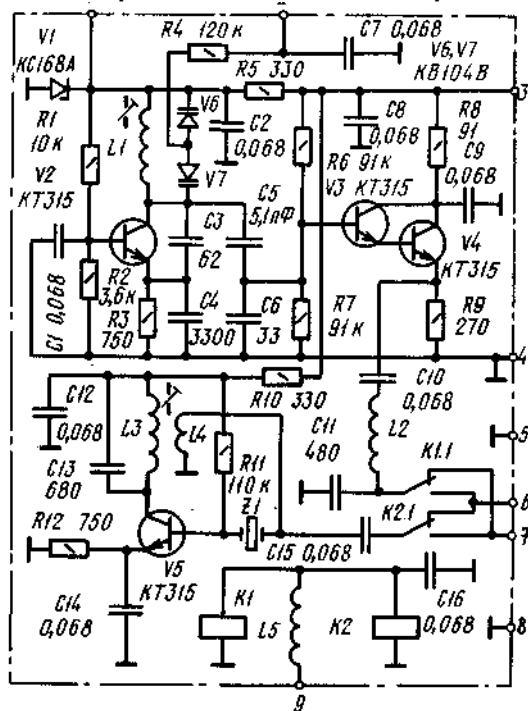 R4 120к
C7 0,068
V1
КС168А
R5 330
V6,V7
КВ104В
3
R1
10к
V6
C2
0,068
C8
0,068
R8
91
L1
V7
R6 91к
C9
0,068
V2
КТ315
C5
5,1пФ
V3 КТ315
C3
62
V4
КТ315
R2
3,6к
C1 0,068
R3
750
C4
3300
C6
33
R7
91к
R9
270
4
R10 330
C10
0,068
C12
0,068
L3
L4
C11
480
L2
5
К1.1
C13
680
R11
110к
Z1
К2.1
6
R12 750
C15 0,068
7
V5
КТ315
C14
0,068
К1
L5
К2
C16
0,068
8
9